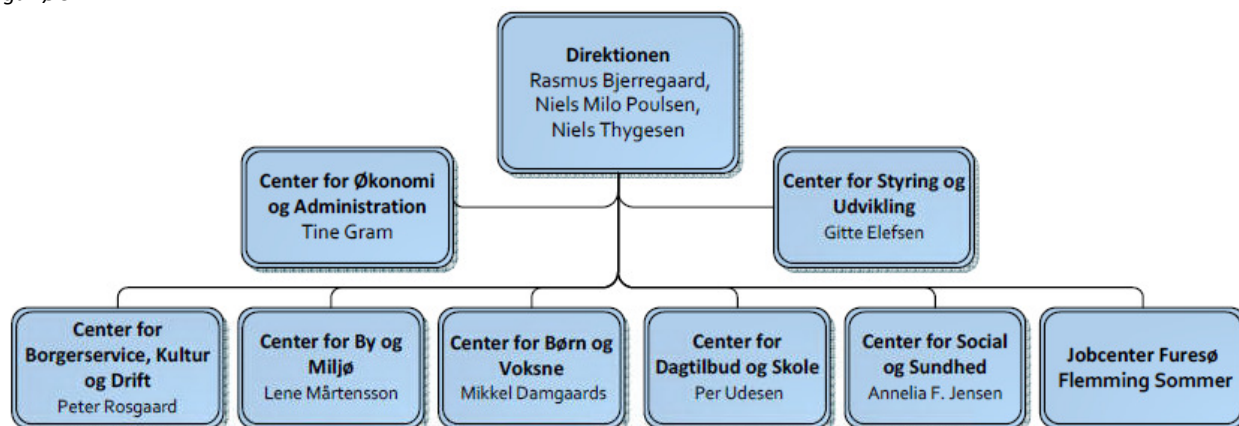 Direktionen
Rasmus Bjerregaard,
Niels Milo Poulsen,
Niels Thygesen
Center for Økonomi
og Administration
Tine Gram
Center for Styring og
Udvikling
Gitte Elefsen
Center for
Borgerservice, Kultur
og Drift
Peter Rosgaard
Center for By og
Miljø
Lene Mårtensson
Center for Børn og
Voksne
Mikkel Damgaards
Center for
Dagtilbud og Skole
Per Udesen
Center for Social
og Sundhed
Annelia F. Jensen
Jobcenter Furesø
Flemming Sommer